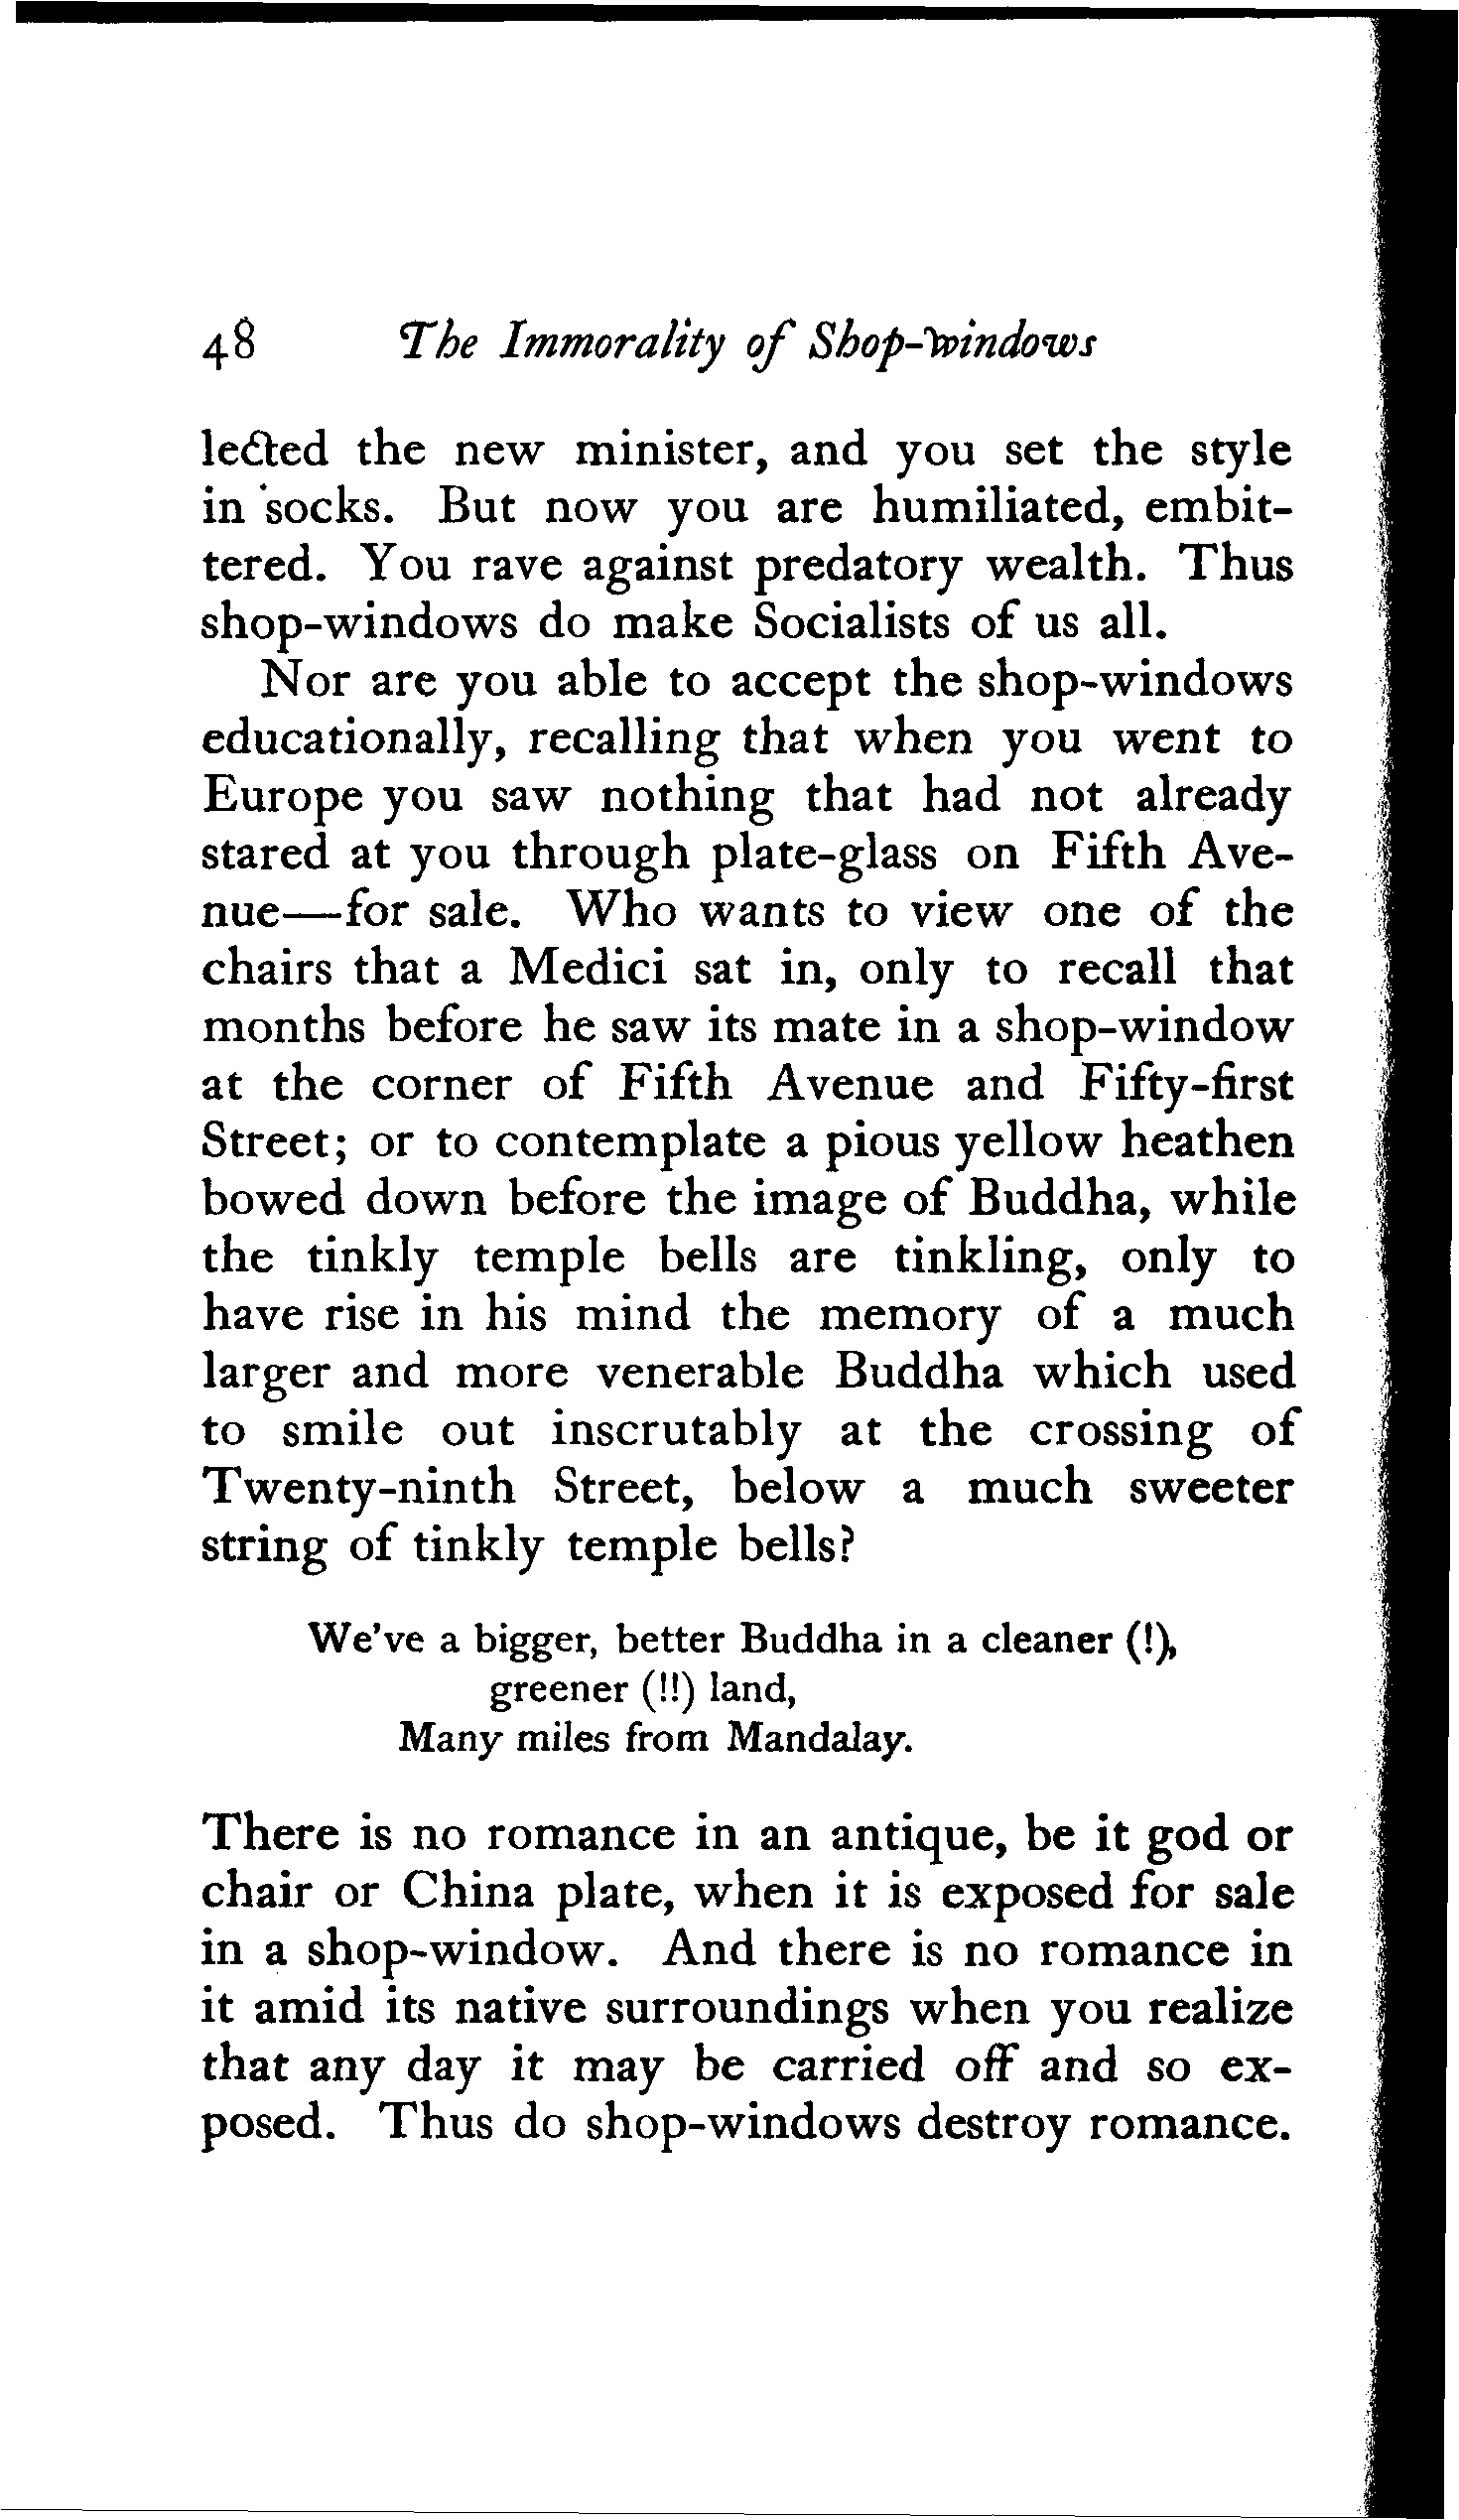 48 The Immorality of Shop-windows
lected the new minister, and you set the style
in socks. But now you are humiliated, embit-
tered. You rave against predatory wealth. Thus
shop-windows do make Socialists of us all.
Nor are you able to accept the shop-windows
educationally, recalling that when you went to
Europe you saw nothing that had not already
stared at you through plate-glass on Fifth Ave-
nue—for sale. Who wants to view one of the
chairs that a Medici sat in, only to recall that
months before he saw its mate in a shop-window
at the corner of Fifth Avenue and Fifty-first
Street; or to contemplate a pious yellow heathen
bowed down before the image of Buddha, while
the tinkly temple bells are tinkling, only to
have rise in his mind the memory of a much
larger and more venerable Buddha which used
to smile out inscrutably at the crossing of
Twenty-ninth Street, below a much sweeter
string of tinkly temple bells?
We've a bigger, better Buddha in a cleaner (!),
greener (!!) land,
Many miles from Mandalay.
There is no romance in an antique, be it god or
chair or China plate, when it is exposed for sale
in a shop-window. And there is no romance in
it amid its native surroundings when you realize
that any day it may be carried off and so ex-
posed. Thus do shop-windows destroy romance.